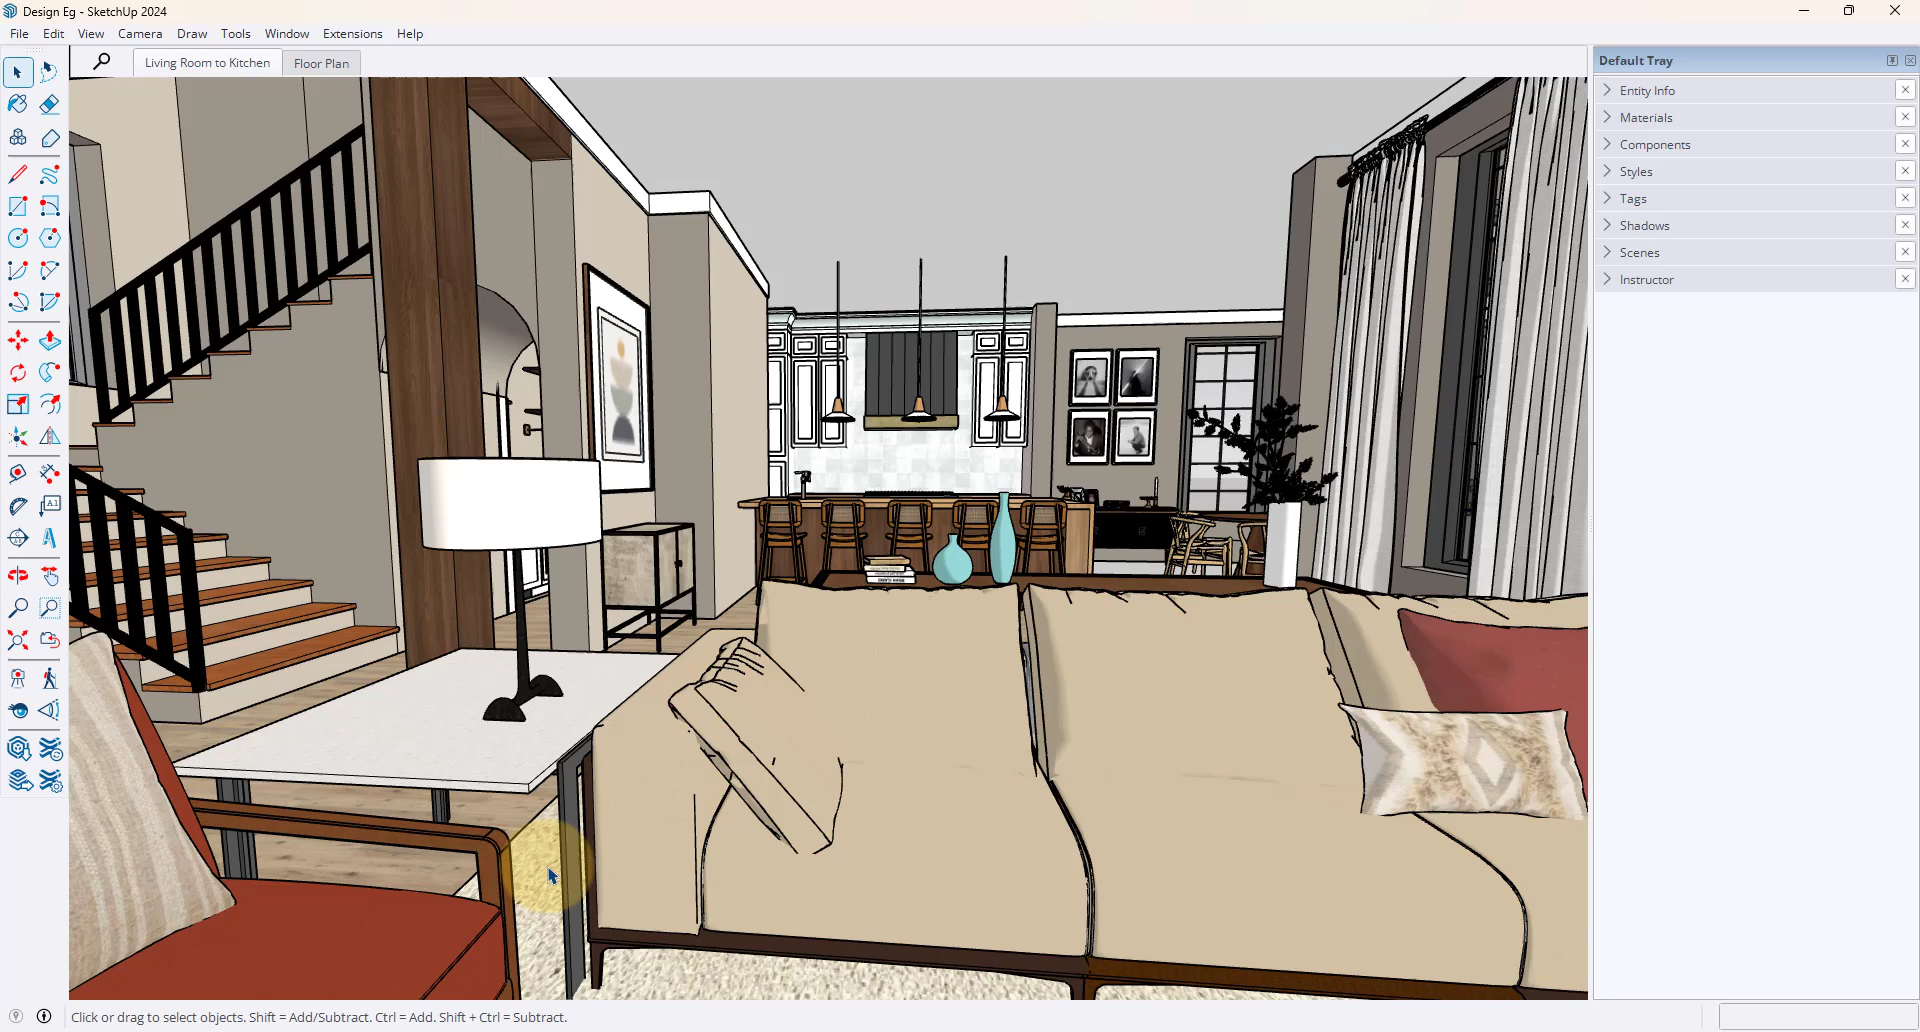 Design Eg - SketchUp 2024
File Edit View Camera Draw Tools Window Extensions Help
Living Room to Kitchen Floor Plan
Default Tray
Entity Info
Materials
Components
Styles
Tags
Shadows
Scenes
Instructor
A1
Click or drag to select objects. Shift = Add/Subtract. Ctrl = Add. Shift + Ctrl = Subtract.